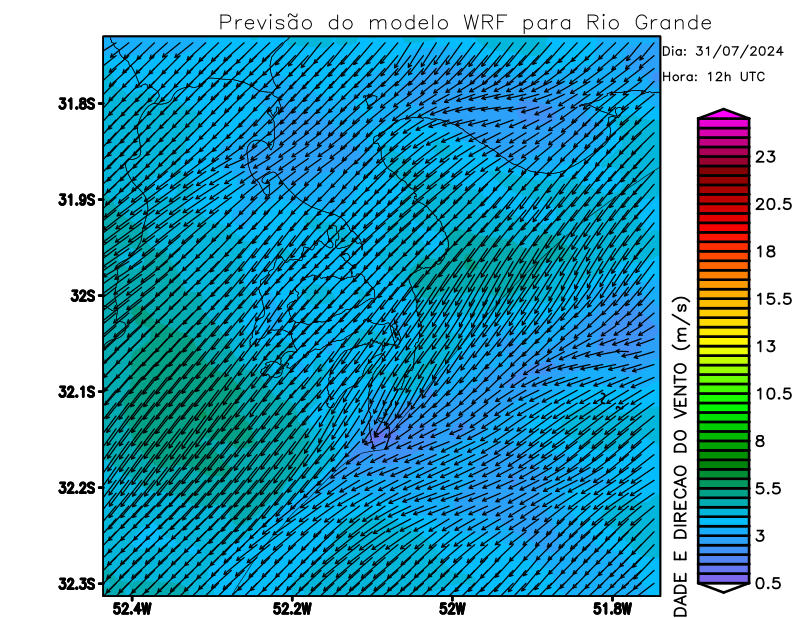 Previsão do modelo WRF para Rio Grande
Dia: 31/07/2024
Hora: 12h UTC
31.8S
31.9S
32S
32.1S
32.2S
32.3S
52.4W
52.2W
52W
51.8W
23
20.5
18
15.5
13
10.5
8
5.5
3
0.5
DADE E DIRECAO DO VENTO (m/s)